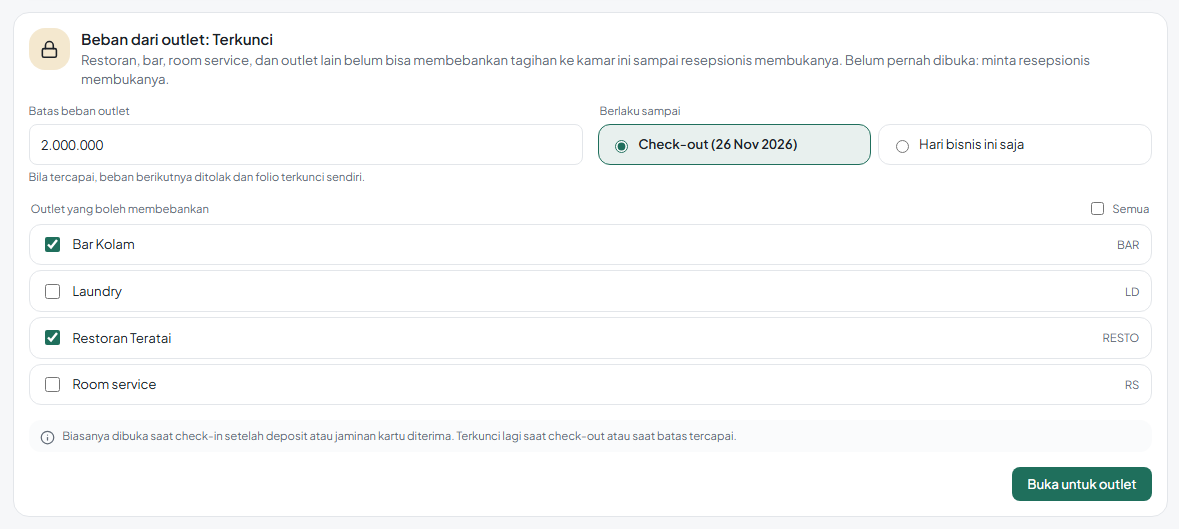 Beban dari outlet: Terkunci
Restoran, bar, room service, dan outlet lain belum bisa membebankan tagihan ke kamar ini sampai resepsionis membukanya. Belum pernah dibuka: minta resepsionis
membukanya.
Batas beban outlet
Berlaku sampai
2.000.000
Check-out (26 Nov 2026)
Hari bisnis ini saja
Bila tercapai, beban berikutnya ditolak dan folio terkunci sendiri.
Outlet yang boleh membebankan
Semua
Bar Kolam
BAR
Laundry
LD
Restoran Teratai
RESTO
Room service
RS
Biasanya dibuka saat check-in setelah deposit atau jaminan kartu diterima. Terkunci lagi saat check-out atau saat batas tercapai.
Buka untuk outlet